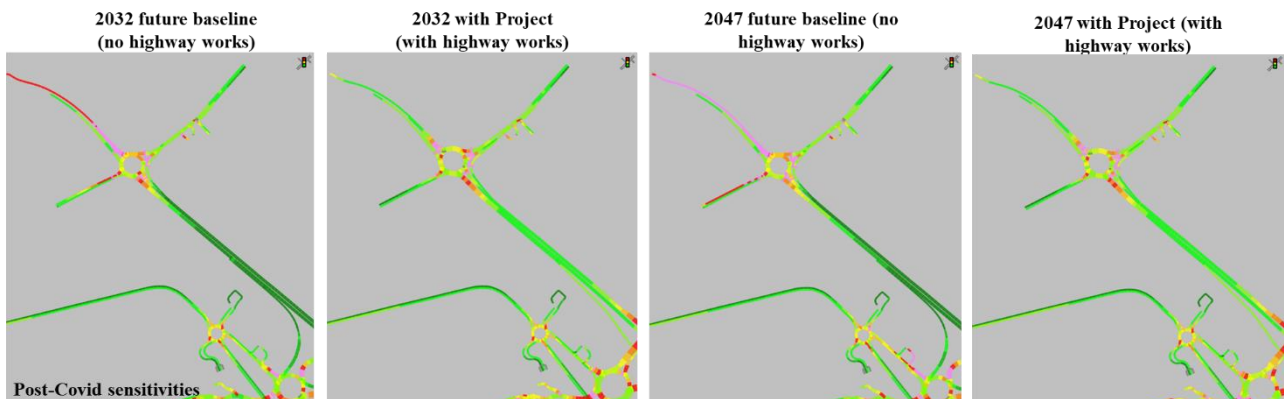 2032 future baseline
(no highway works)
2032 with Project
(with highway works)
2047 future baseline (no
highway works)
2047 with Project (with
highway works)
Post-Covid sensitivities